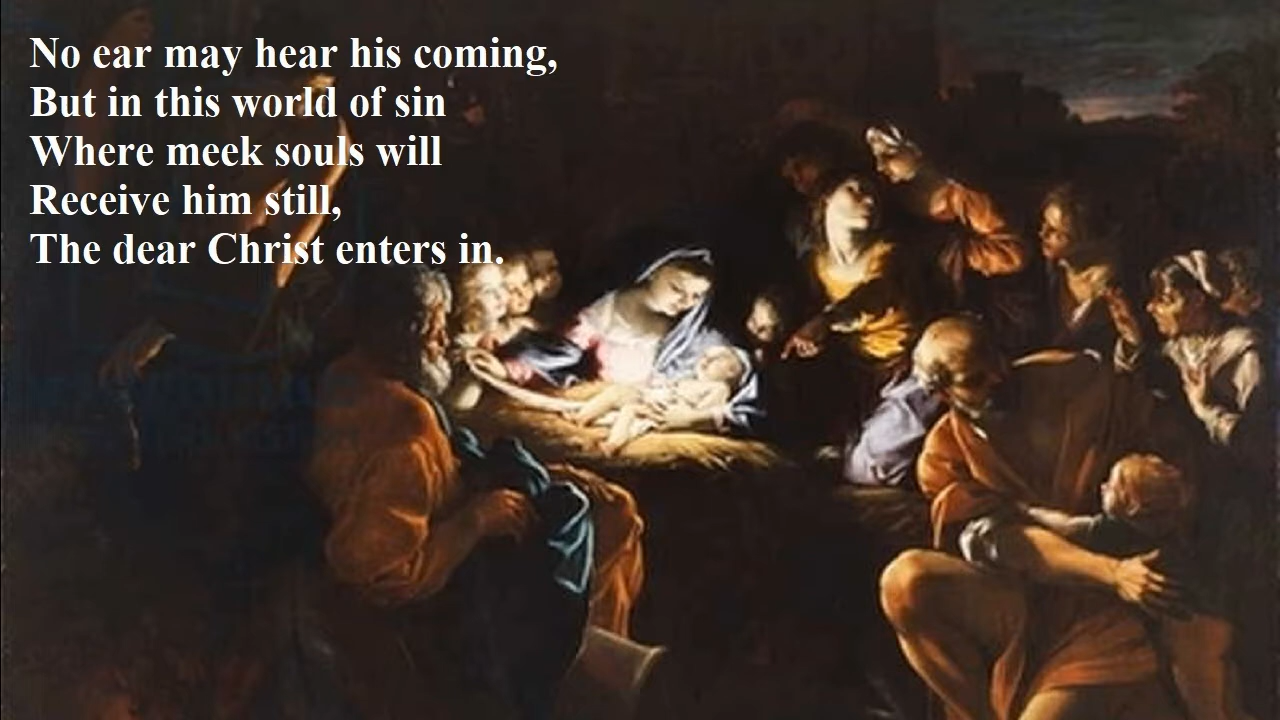 No ear may hear his coming,
But in this world of sin
Where meek souls will
Receive him still,
The dear Christ enters in.